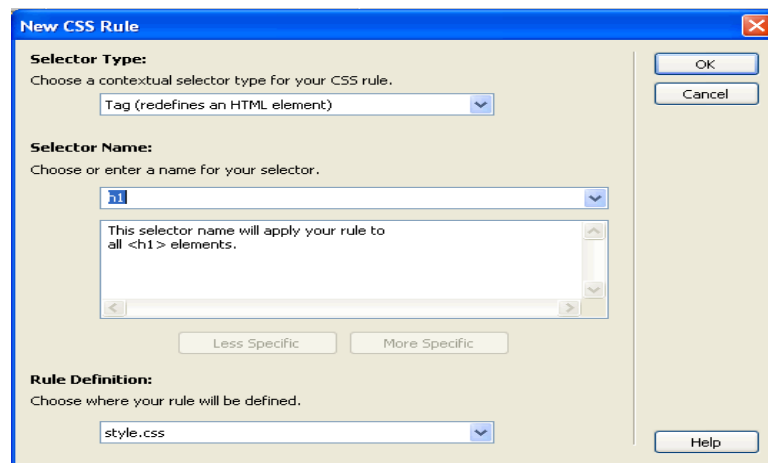 New CSS Rule
Selector Type:
Choose a contextual selector type for your CSS rule.
Tag (redefines an HTML element)
OK
Cancel
Selector Name:
Choose or enter a name for your selector.
h1
This selector name will apply your rule to
all <h1> elements.
Less Specific
More Specific
Rule Definition:
Choose where your rule will be defined.
style.css
Help